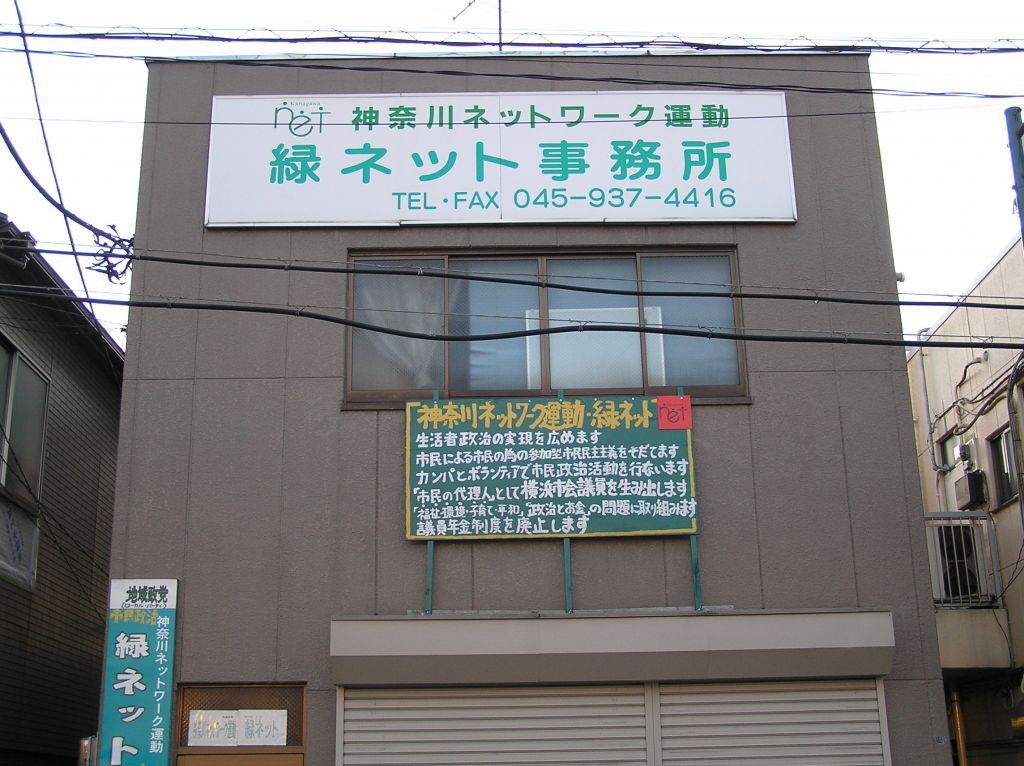 Kanagawa
net 神奈川ネットワーク運動
緑ネット事務所
TEL・FAX 045-937-4416
「神奈川ネットワーク運動・緑ネット」 net
生活者政治の実現を広めます
市民による市民の為の参加型市民主主義をそだてます
カンパとボランティアで市民政治活動を行ないます
「市民の代理人」として横浜市会議員を生み出します
「福祉・環境・子育て・平和」、「政治とお金」の問題に取り組みます
議員年金制度を廃止します
地域政党
(ローカル・パーティ)
市民政治
神奈川ネットワーク運動
緑ネット
緑ネット